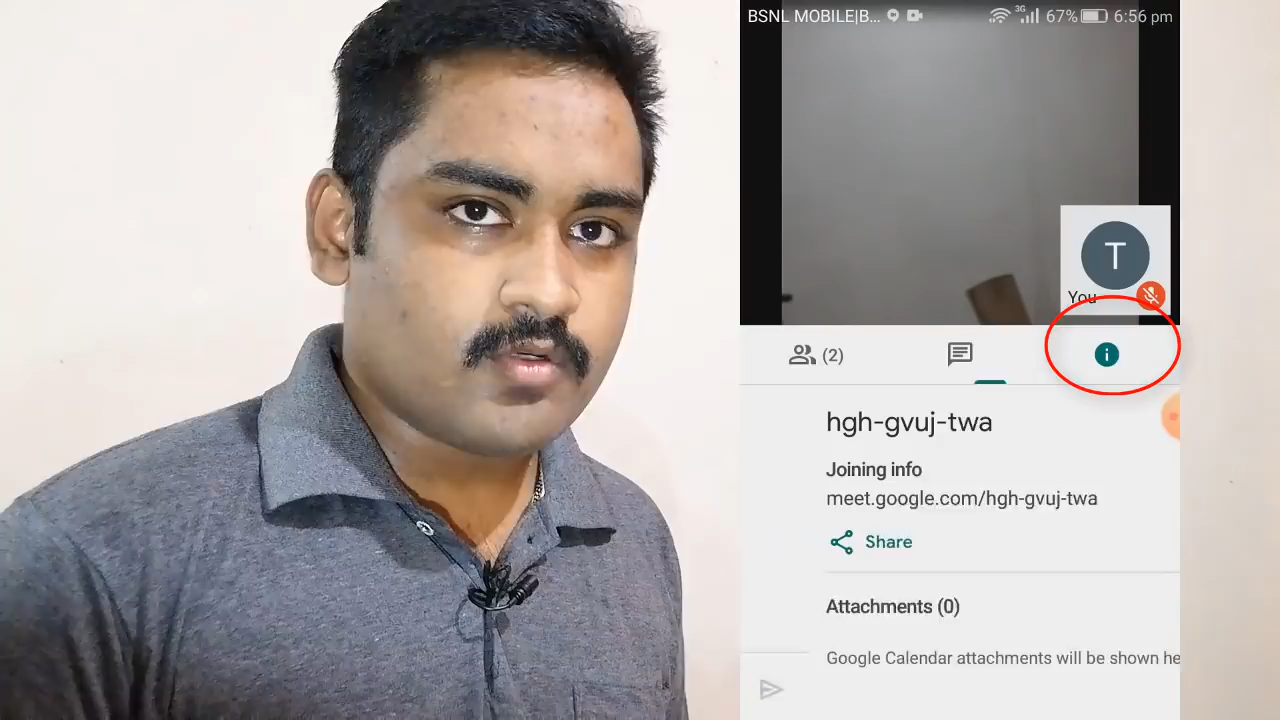 BSNL MOBILE|B... 3G 67% 6:56 pm
T
You
(2)
hgh-gvuj-twa
Joining info
meet.google.com/hgh-gvuj-twa
Share
Attachments (0)
Google Calendar attachments will be shown he